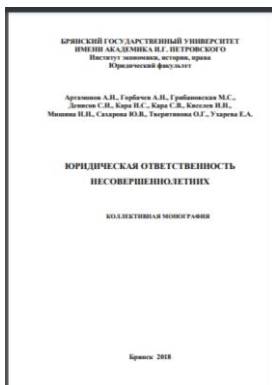 БРЯНСКИЙ ГОСУДАРСТВЕННЫЙ УНИВЕРСИТЕТ
ИМЕНИ АКАДЕМИКА И.Г. ПЕТРОВСКОГО
Институт экономики, истории, права
Юридический факультет
Артамонов А.Н., Горбачев А.Н., Грибановская М.С.,
Денисов С.Н., Кара И.С., Кара С.В., Киселев И.Н.,
Мишина Н.Н., Сахарова Ю.В., Тверитинова О.Г., Ухарева Е.А.
ЮРИДИЧЕСКАЯ ОТВЕТСТВЕННОСТЬ
НЕСОВЕРШЕННОЛЕТНИХ
КОЛЛЕКТИВНАЯ МОНОГРАФИЯ
Брянск 2018